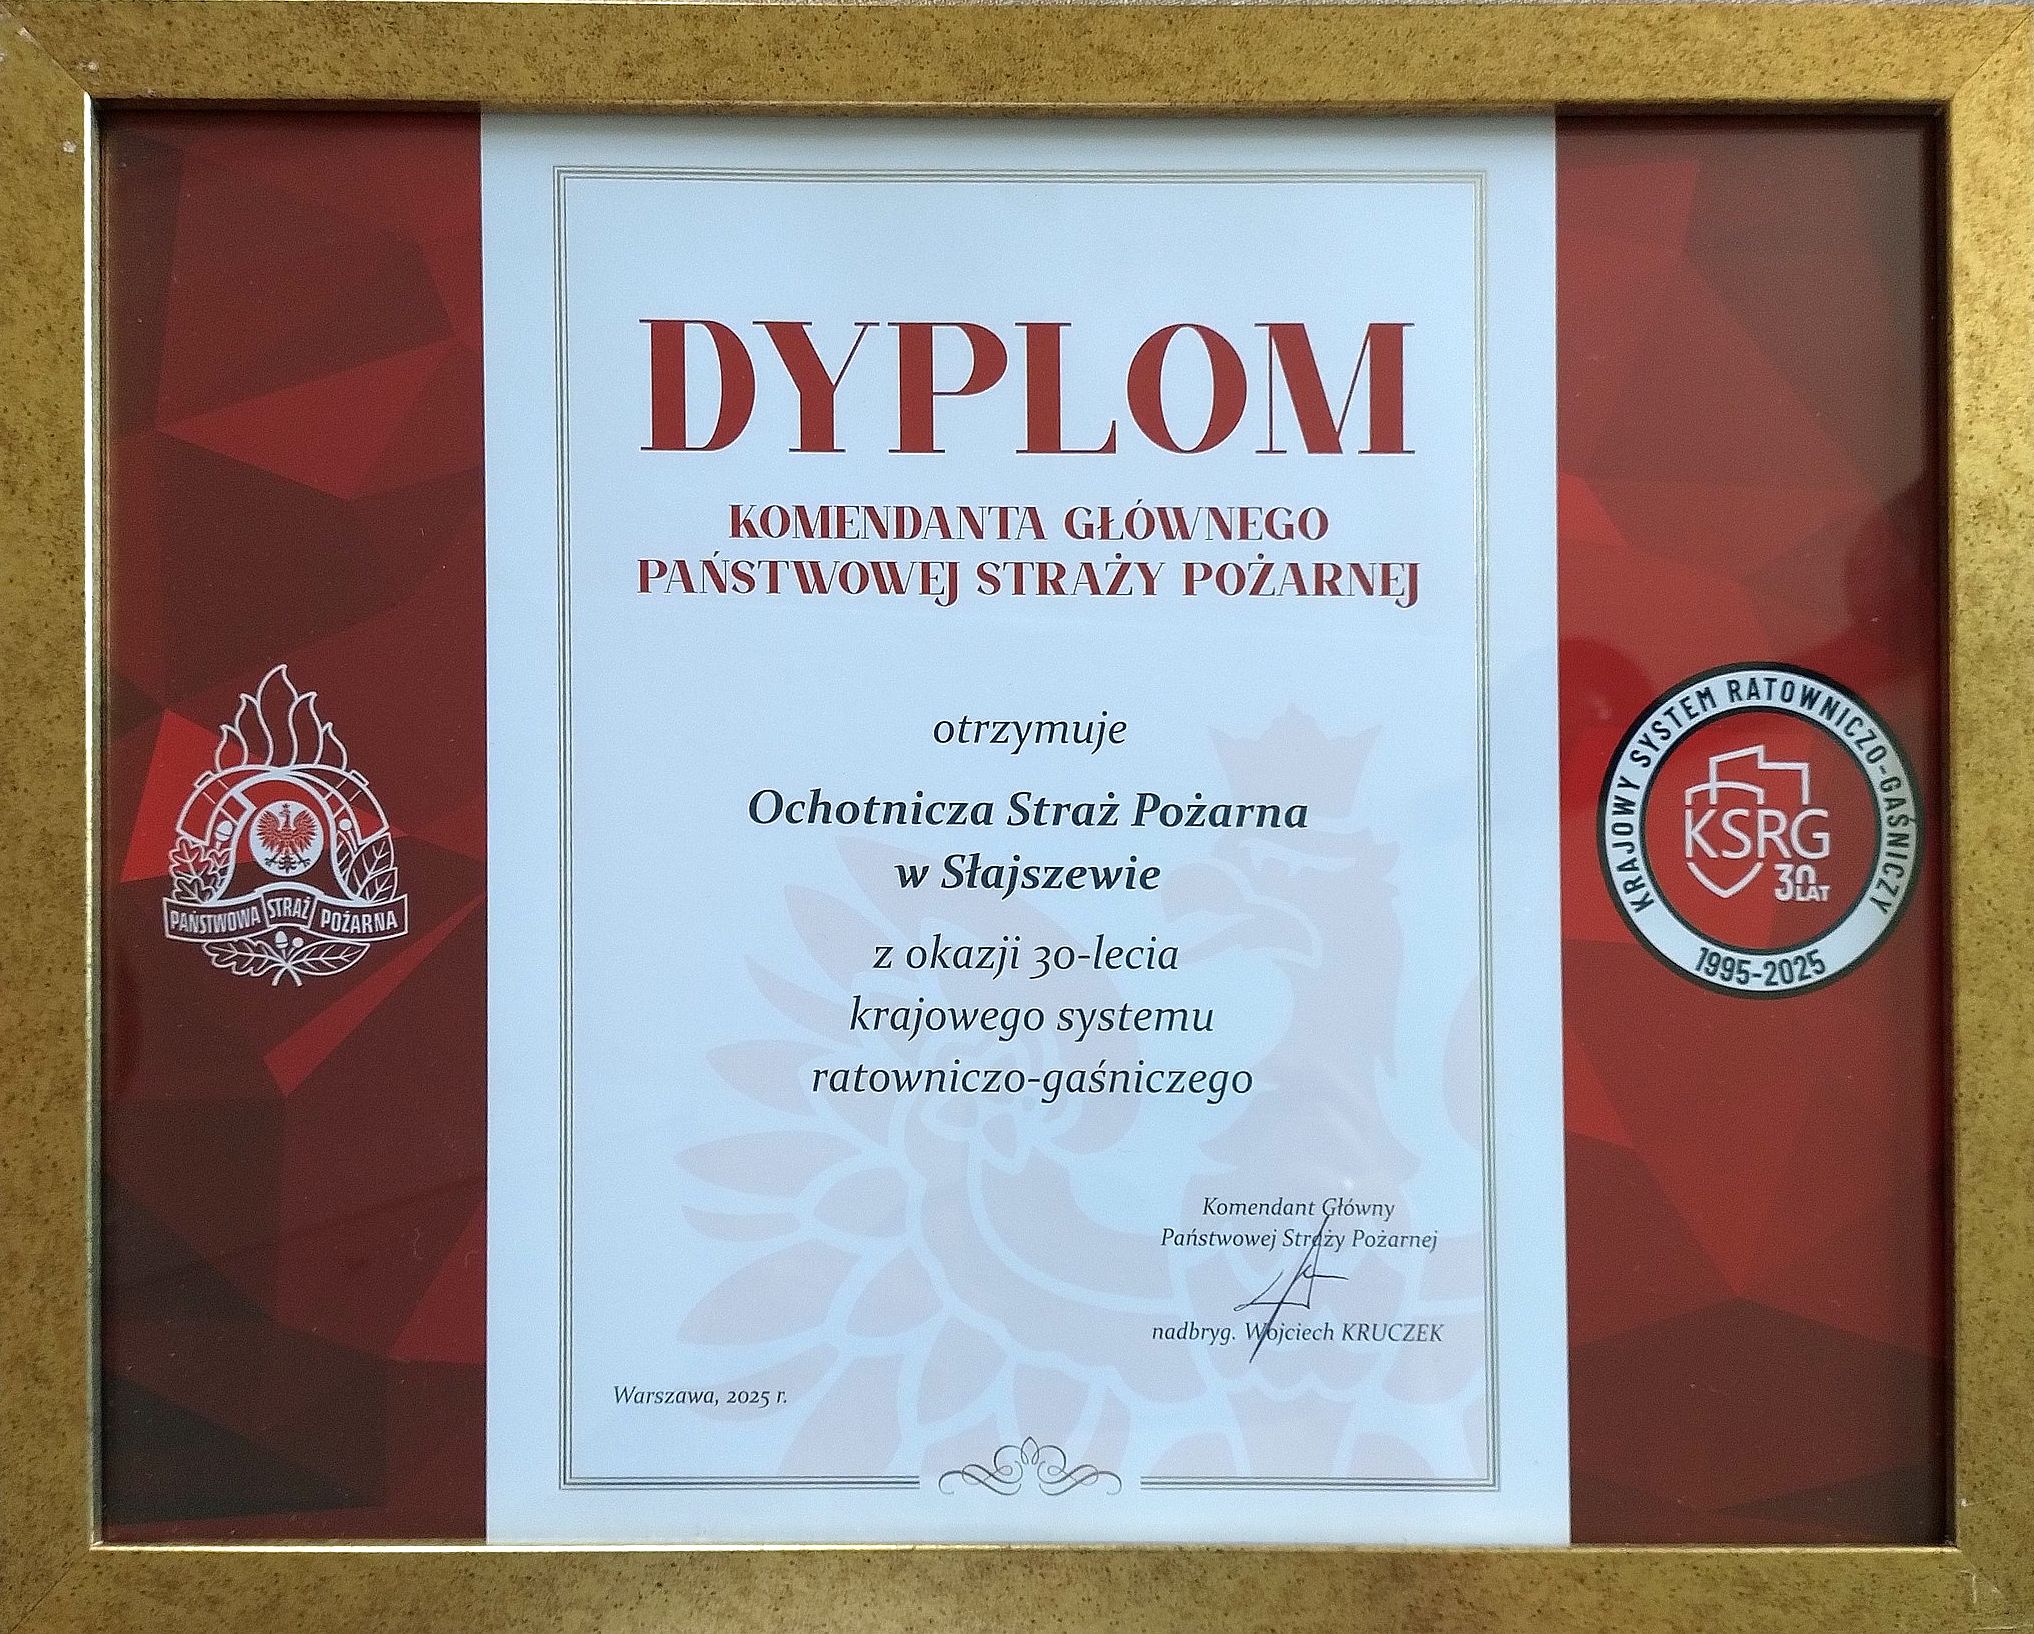 DYPLOM
KOMENDANTA GŁÓWNEGO
PAŃSTWOWEJ STRAŻY POŻARNEJ
otrzymuje
Ochotnicza Straż Pożarna
w Słajszewie
z okazji 30-lecia
krajowego systemu
ratowniczo-gaśniczego
Komendant Główny
Państwowej Straży Pożarnej
nadbryg. Wojciech KRUCZEK
Warszawa, 2025 r.
PAŃSTWOWA STRAŻ POŻARNA
KRAJOWY SYSTEM RATOWNICZO-GAŚNICZY
KSRG
30 LAT
1995-2025